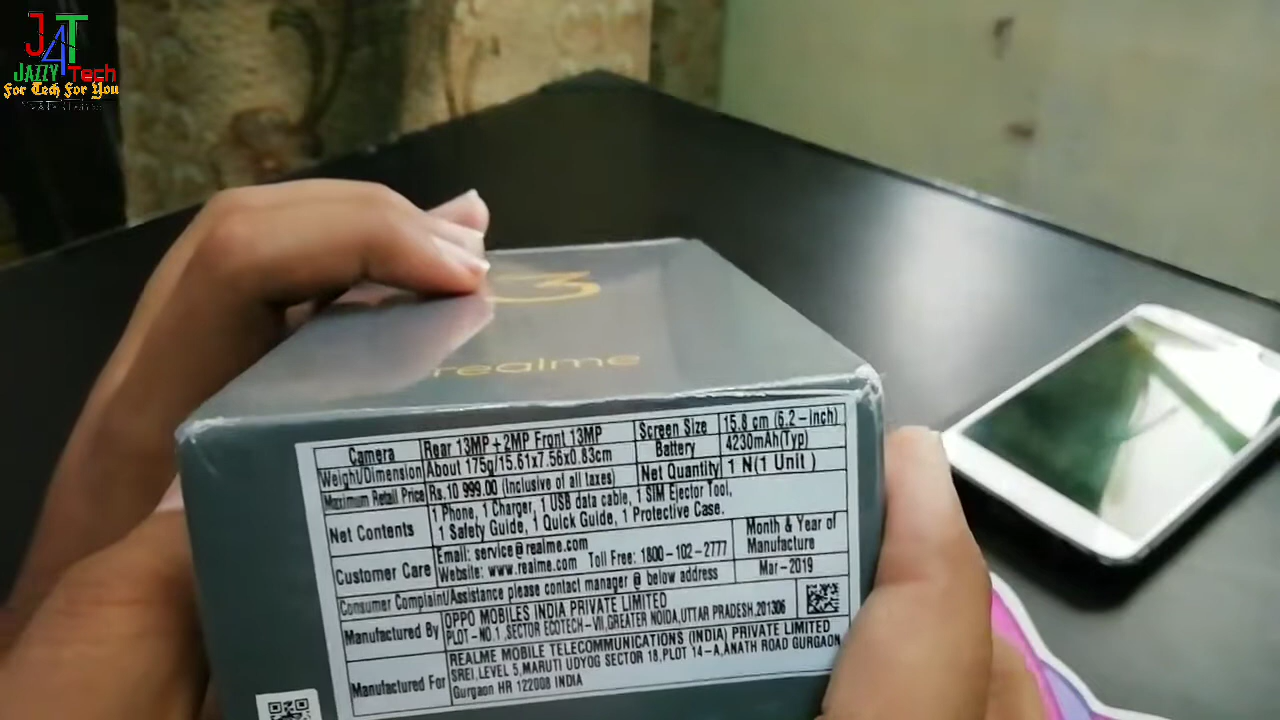 J4T
JAZZY Tech
For Tech For You
3
realme
Camera Rear 13MP+2MP Front 13MP Screen Size 15.8 cm (6.2-inch)
Weight/Dimension About 175g/15.61x7.56x0.83cm Battery 4230mAh(Typ)
Maximum Retail Price Rs.10 999.00 (Inclusive of all taxes) Net Quantity 1 N(1 Unit)
Net Contents 1 Phone, 1 Charger, 1 USB data cable, 1 SIM Ejector Tool,
1 Safety Guide, 1 Quick Guide, 1 Protective Case.
Customer Care Email: service@realme.com
Website: www.realme.com Toll Free: 1800-102-2777
Month & Year of
Manufacture
Mar-2019
Consumer Complaint/Assistance please contact manager @ below address
Manufactured By OPPO MOBILES INDIA PRIVATE LIMITED
PLOT-NO.1 ,SECTOR ECOTECH-VII,GREATER NOIDA,UTTAR PRADESH,201306
Manufactured For REALME MOBILE TELECOMMUNICATIONS (INDIA) PRIVATE LIMITED
SREI,LEVEL 5,MARUTI UDYOG SECTOR 18,PLOT 14-A,ANATH ROAD GURGAON
Gurgaon HR 122008 INDIA